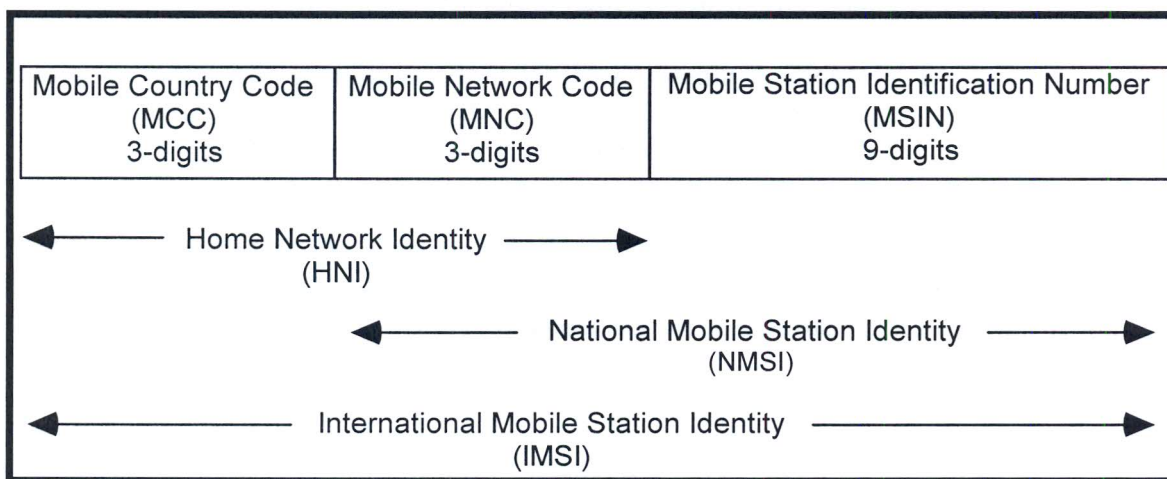 Mobile Country Code
(MCC)
3-digits
Mobile Network Code
(MNC)
3-digits
Mobile Station Identification Number
(MSIN)
9-digits
Home Network Identity
(HNI)
National Mobile Station Identity
(NMSI)
International Mobile Station Identity
(IMSI)